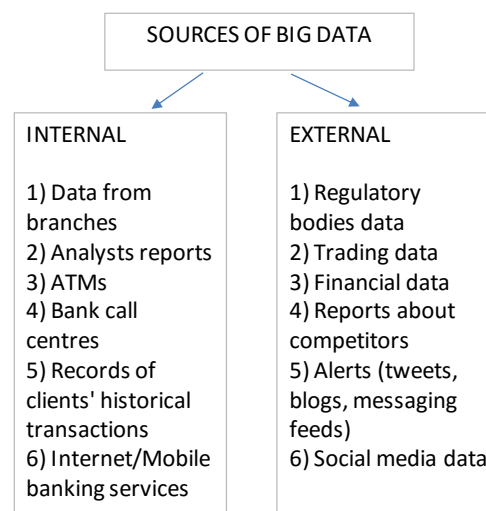 SOURCES OF BIG DATA
INTERNAL
1) Data from
branches
2) Analysts reports
3) ATMs
4) Bank call
centres
5) Records of
clients' historical
transactions
6) Internet/Mobile
banking services
EXTERNAL
1) Regulatory
bodies data
2) Trading data
3) Financial data
4) Reports about
competitors
5) Alerts (tweets,
blogs, messaging
feeds)
6) Social media data